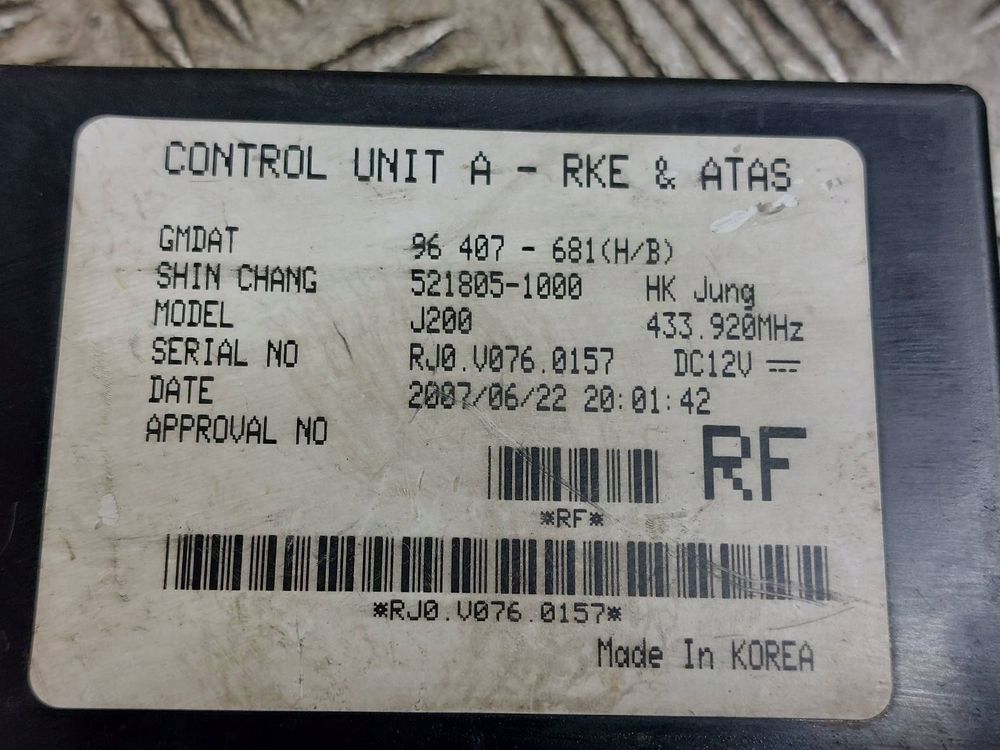 CONTROL UNIT A - RKE & ATAS
GMDAT 96 407 - 681(H/B)
SHIN CHANG 521805-1000 HK Jung
MODEL J200 433.920MHz
SERIAL NO RJ0.V076.0157 DC12V ⎓
DATE 2007/06/22 20:01:42
APPROVAL NO
RF
*RF*
*RJ0.V076.0157*
Made In KOREA